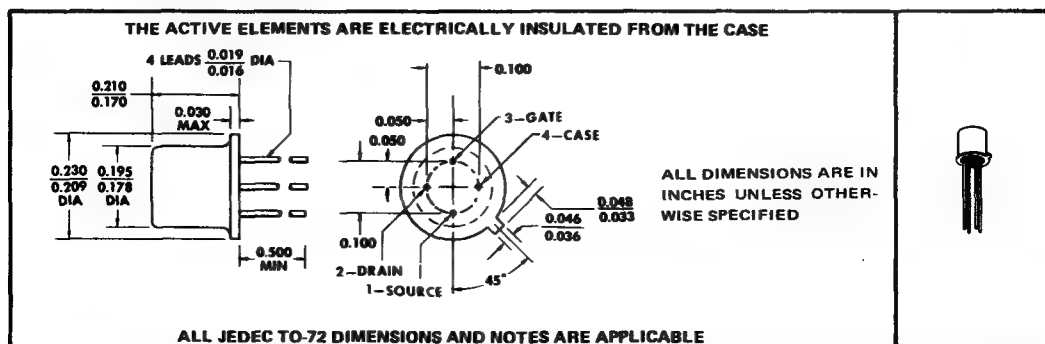 THE ACTIVE ELEMENTS ARE ELECTRICALLY INSULATED FROM THE CASE
4 LEADS 0.019 DIA
0.016
0.210
0.170
0.100
0.030
MAX
0.050
0.050
3-GATE
4-CASE
0.230
0.209
DIA
0.195
0.178
DIA
ALL DIMENSIONS ARE IN
INCHES UNLESS OTHER-
WISE SPECIFIED
0.048
0.033
0.046
0.036
0.100
0.500
MIN
2-DRAIN
1-SOURCE
45°
ALL JEDEC TO-72 DIMENSIONS AND NOTES ARE APPLICABLE